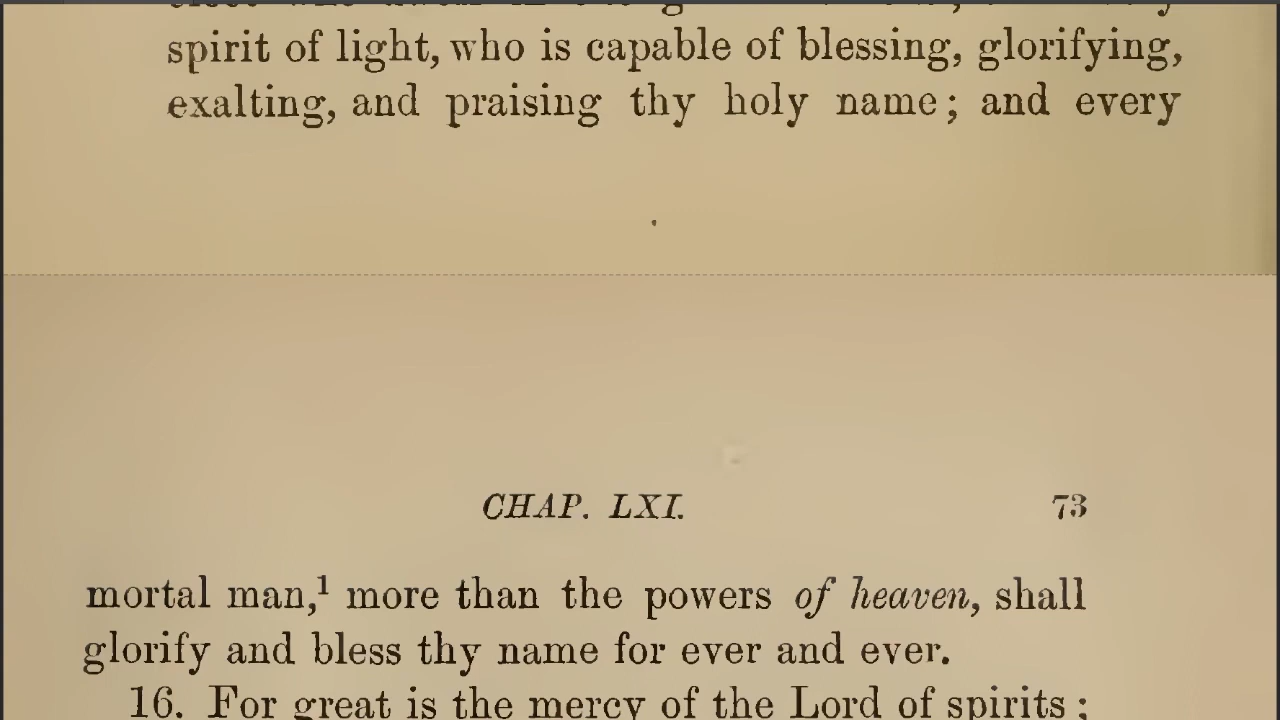 spirit of light, who is capable of blessing, glorifying,
exalting, and praising thy holy name; and every
CHAP. LXI. 73
mortal man,¹ more than the powers of heaven, shall
glorify and bless thy name for ever and ever.
16. For great is the mercy of the Lord of spirits;